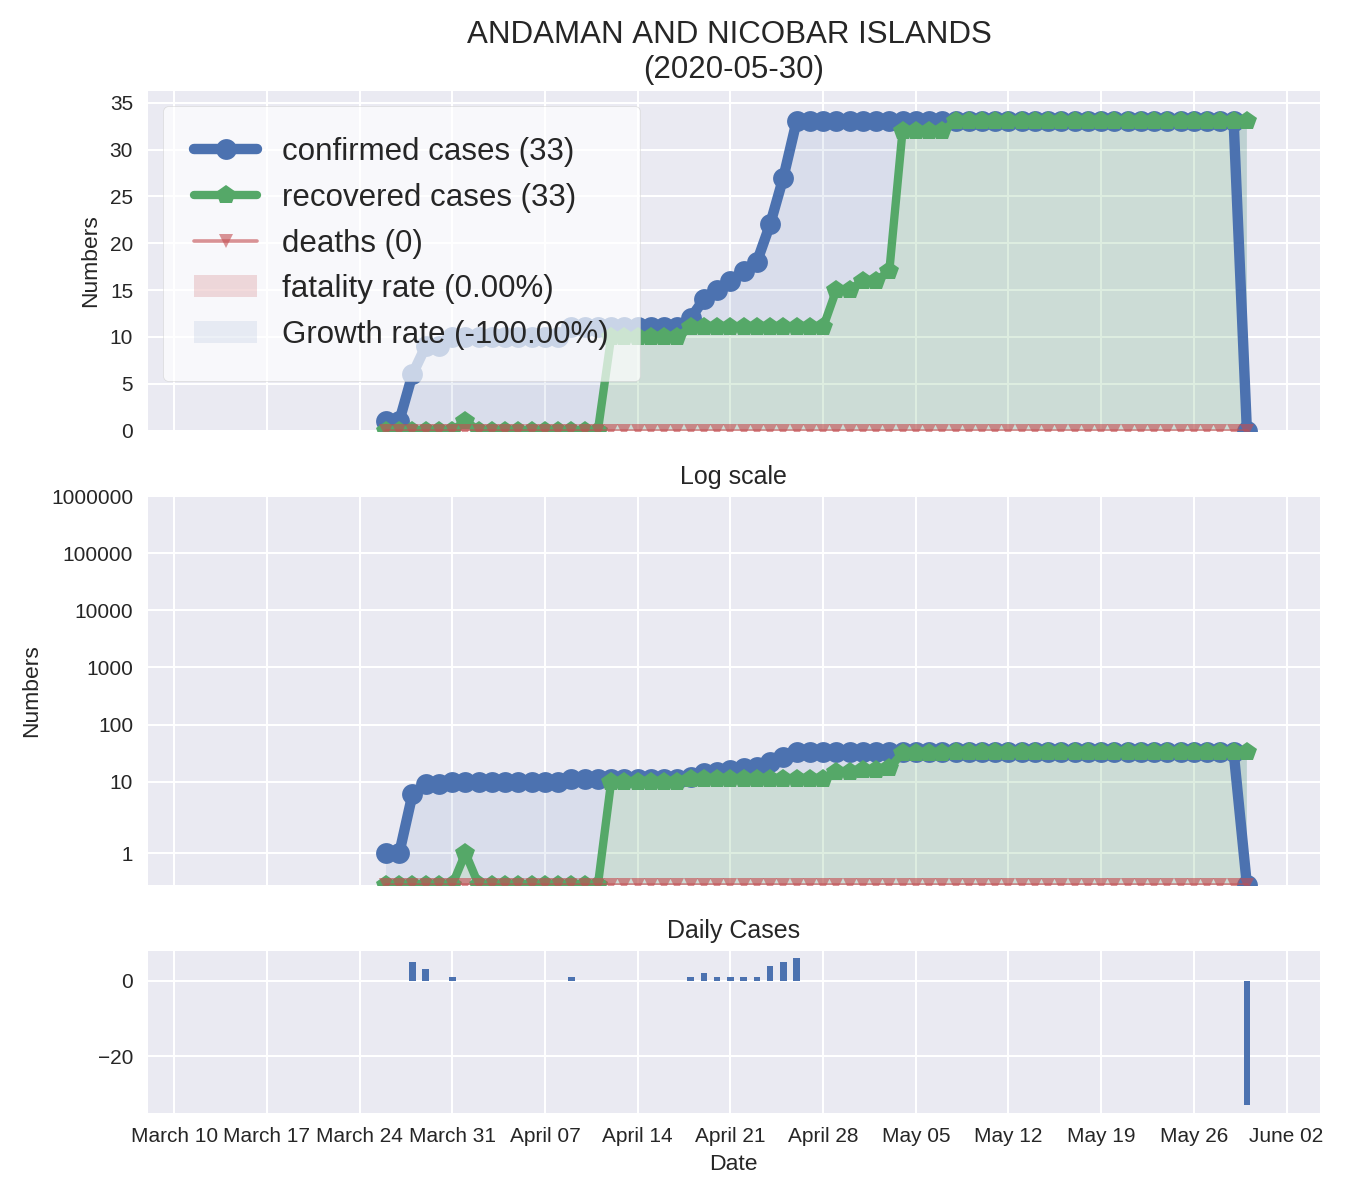 ANDAMAN AND NICOBAR ISLANDS
(2020-05-30)
35
30
25
20
15
10
5
0
Numbers
confirmed cases (33)
recovered cases (33)
deaths (0)
fatality rate (0.00%)
Growth rate (-100.00%)
Log scale
1000000
100000
10000
1000
100
10
1
Numbers
Daily Cases
0
−20
March 10 March 17 March 24 March 31 April 07 April 14 April 21 April 28 May 05 May 12 May 19 May 26 June 02
Date